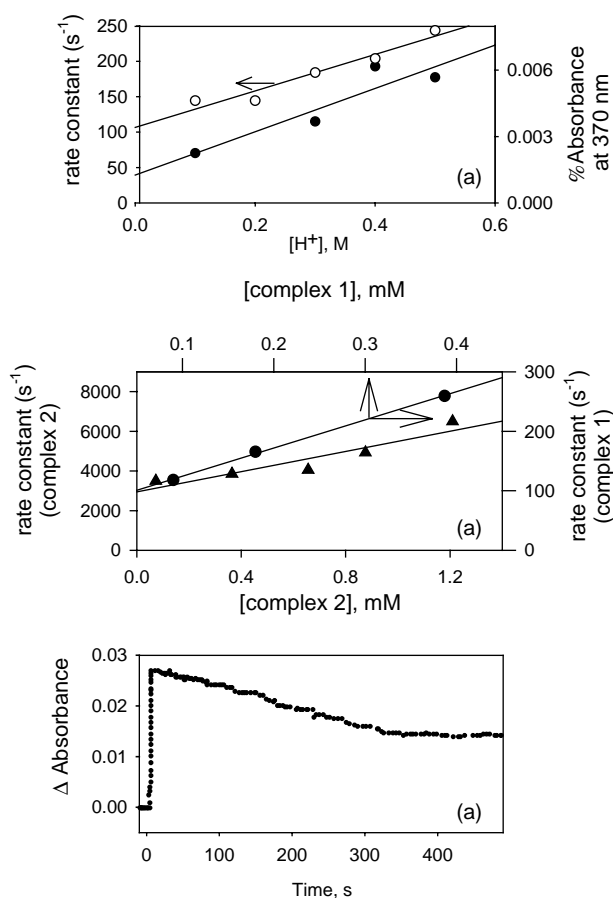 250
200
150
100
50
0
rate constant (s-1)
0.006
0.003
0.000
%Absorbance
at 370 nm
(a)
0.0 0.2 0.4 0.6
[H+], M
[complex 1], mM
0.1 0.2 0.3 0.4
8000
6000
4000
2000
0
rate constant (s-1)
(complex 2)
300
200
100
0
rate constant (s-1)
(complex 1)
(a)
0.0 0.4 0.8 1.2
[complex 2], mM
0.03
0.02
0.01
0.00
Δ Absorbance
(a)
0 100 200 300 400
Time, s